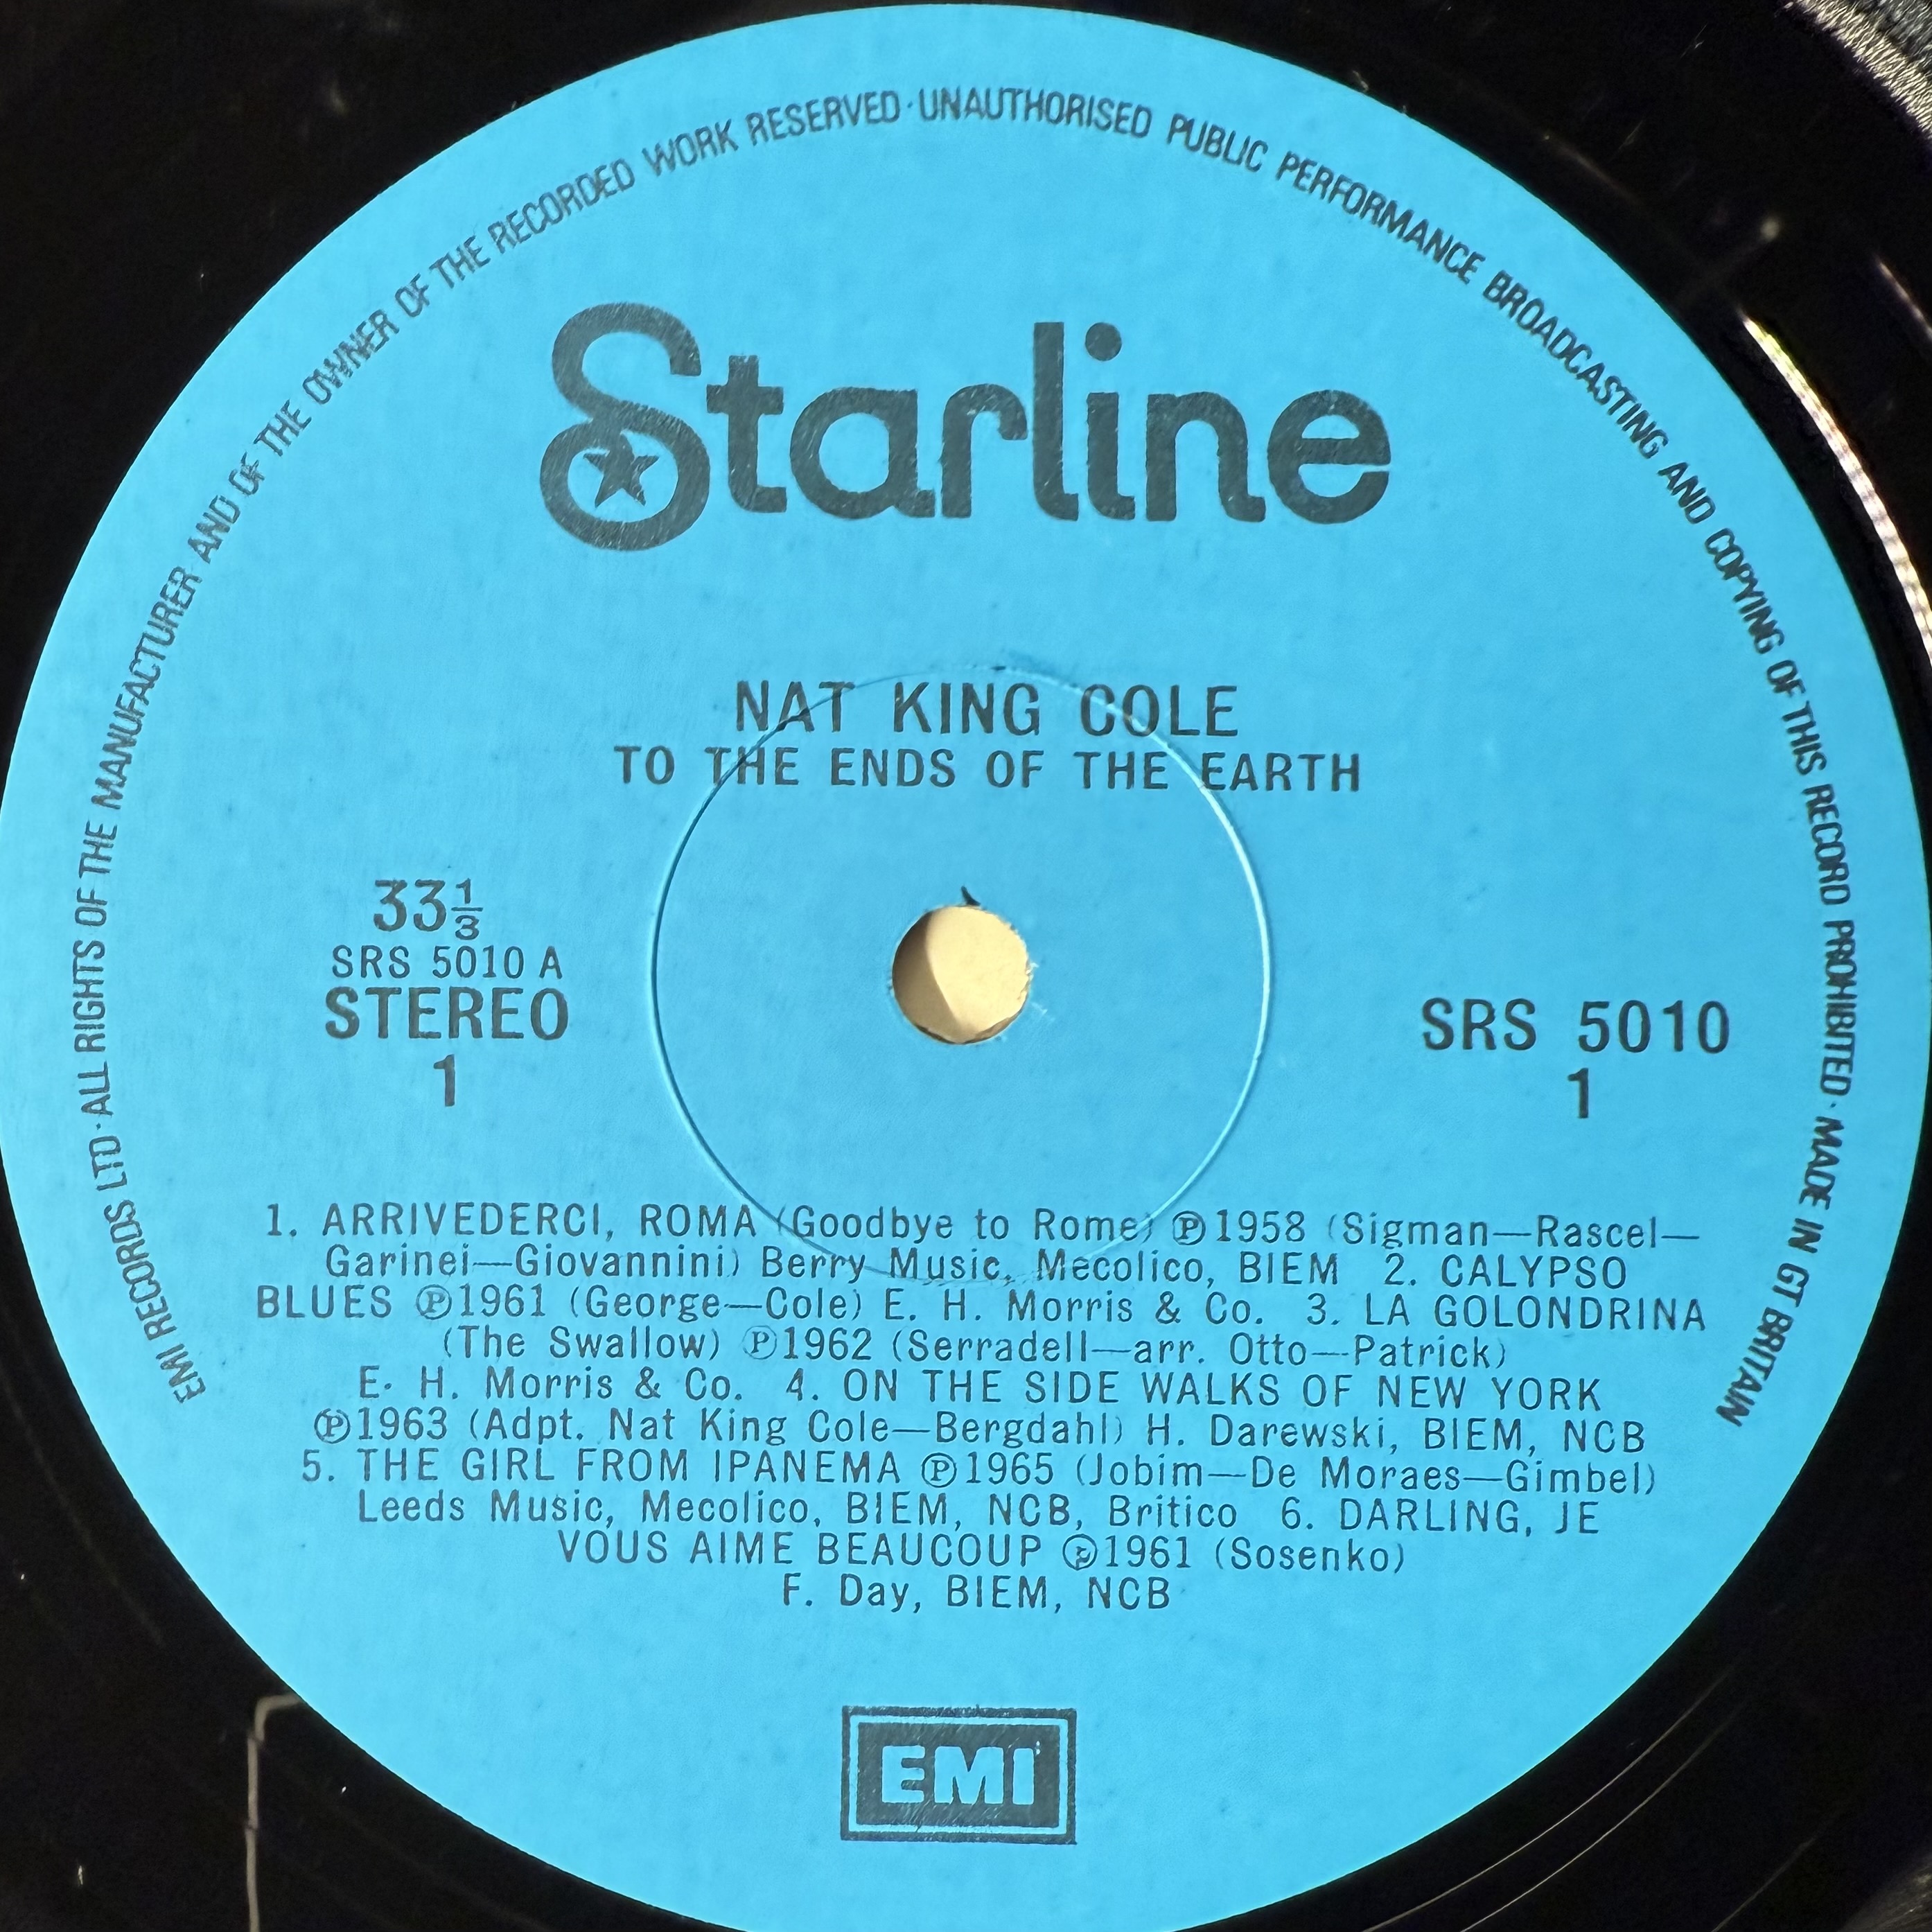 EMI RECORDS LTD · ALL RIGHTS OF THE MANUFACTURER AND OF THE OWNER OF THE RECORDED WORK RESERVED · UNAUTHORISED PUBLIC PERFORMANCE BROADCASTING AND COPYING OF THIS RECORD PROHIBITED · MADE IN GT BRITAIN
Starline
NAT KING COLE
TO THE ENDS OF THE EARTH
33⅓
SRS 5010 A
STEREO
1
SRS 5010
1
1. ARRIVEDERCI, ROMA (Goodbye to Rome) ℗1958 (Sigman—Rascel—
Garinei—Giovannini) Berry Music, Mecolico, BIEM 2. CALYPSO
BLUES ℗1961 (George—Cole) E. H. Morris & Co. 3. LA GOLONDRINA
(The Swallow) ℗1962 (Serradell—arr. Otto—Patrick)
E. H. Morris & Co. 4. ON THE SIDE WALKS OF NEW YORK
℗1963 (Adpt. Nat King Cole—Bergdahl) H. Darewski, BIEM, NCB
5. THE GIRL FROM IPANEMA ℗1965 (Jobim—De Moraes—Gimbel)
Leeds Music, Mecolico, BIEM, NCB, Britico 6. DARLING, JE
VOUS AIME BEAUCOUP ℗1961 (Sosenko)
F. Day, BIEM, NCB
EMI